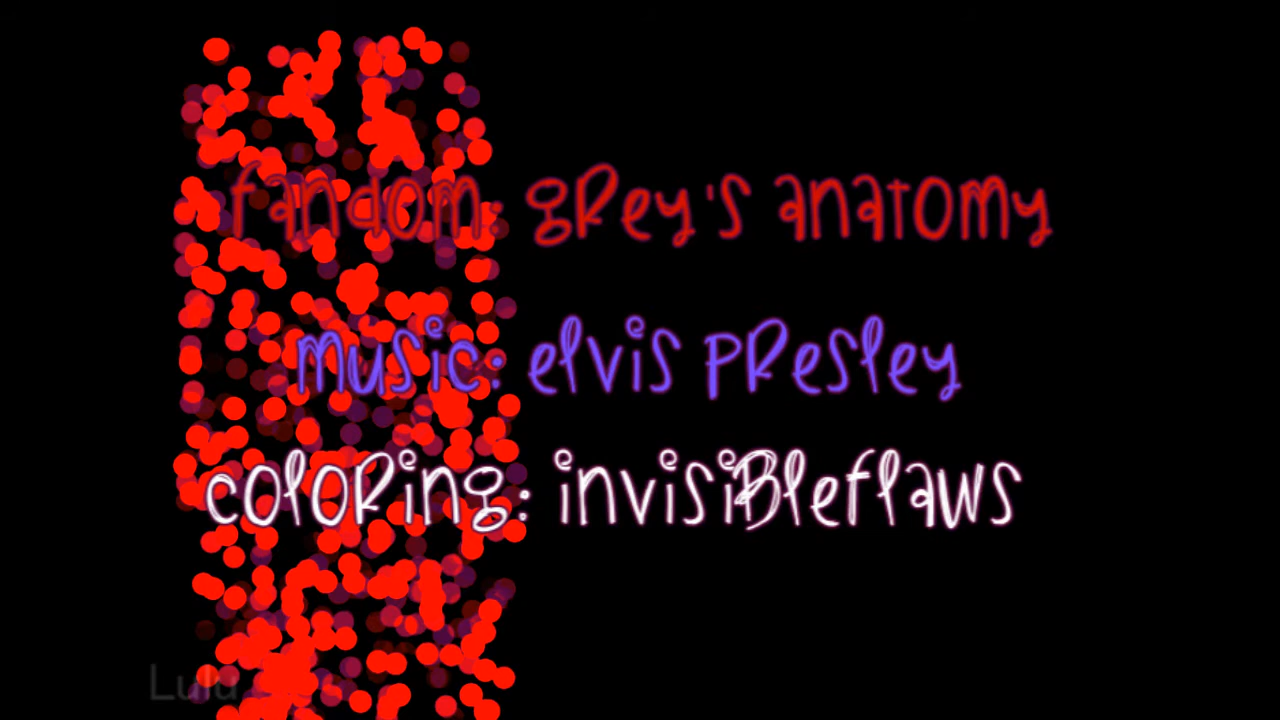 fandom: grey's anatomy
music: elvis presley
coloring: invisibleflaws
Lulu